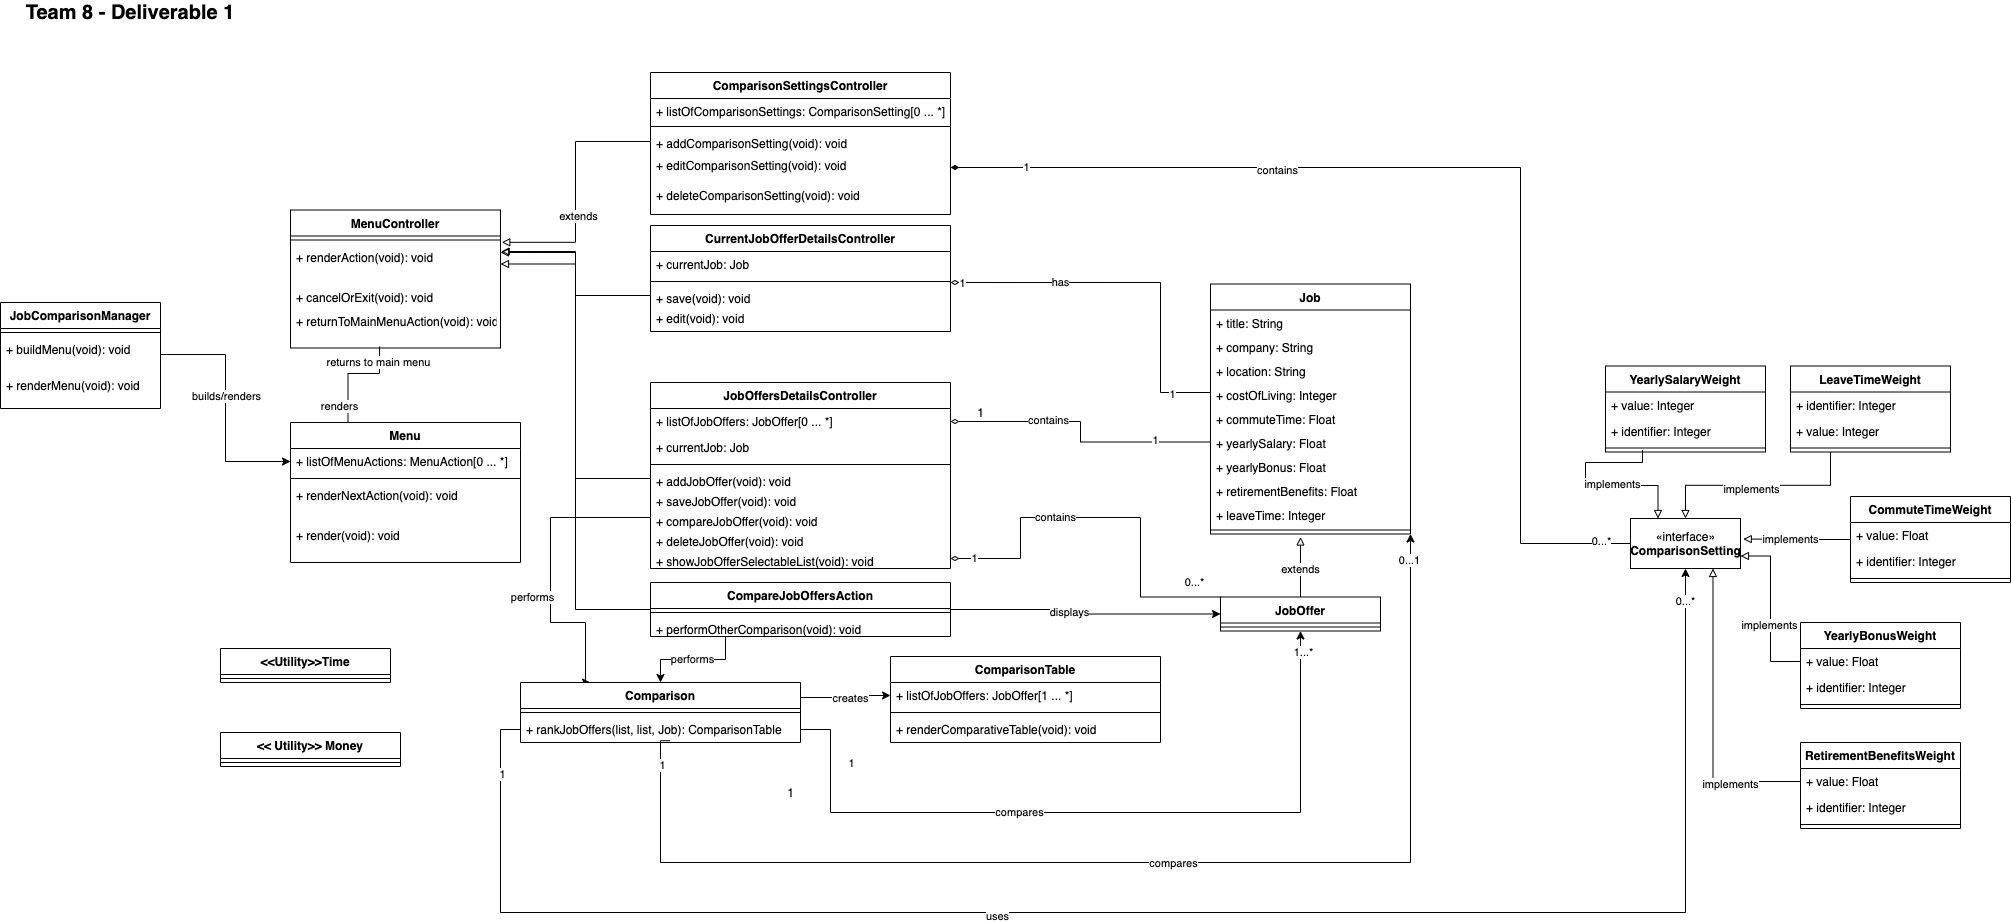 Team 8 - Deliverable 1
ComparisonSettingsController
+ listOfComparisonSettings: ComparisonSetting[0 ... *]
+ addComparisonSetting(void): void
+ editComparisonSetting(void): void
+ deleteComparisonSetting(void): void
1
contains
extends
MenuController
+ renderAction(void): void
+ cancelOrExit(void): void
+ returnToMainMenuAction(void): void
CurrentJobOfferDetailsController
+ currentJob: Job
+ save(void): void
+ edit(void): void
1
has
1
JobComparisonManager
+ buildMenu(void): void
+ renderMenu(void): void
builds/renders
returns to main menu
renders
Menu
+ listOfMenuActions: MenuAction[0 ... *]
+ renderNextAction(void): void
+ render(void): void
JobOffersDetailsController
+ listOfJobOffers: JobOffer[0 ... *]
+ currentJob: Job
+ addJobOffer(void): void
+ saveJobOffer(void): void
+ compareJobOffer(void): void
+ deleteJobOffer(void): void
+ showJobOfferSelectableList(void): void
1
contains
1
contains
1
0...*
Job
+ title: String
+ company: String
+ location: String
+ costOfLiving: Integer
+ commuteTime: Float
+ yearlySalary: Float
+ yearlyBonus: Float
+ retirementBenefits: Float
+ leaveTime: Integer
extends
0...1
JobOffer
1...*
YearlySalaryWeight
+ value: Integer
+ identifier: Integer
implements
LeaveTimeWeight
+ identifier: Integer
+ value: Integer
implements
«interface»
ComparisonSetting
0...*
0...*
CommuteTimeWeight
+ value: Float
+ identifier: Integer
implements
YearlyBonusWeight
+ value: Float
+ identifier: Integer
implements
RetirementBenefitsWeight
+ value: Float
+ identifier: Integer
implements
performs
CompareJobOffersAction
+ performOtherComparison(void): void
displays
performs
<<Utility>>Time
<< Utility>> Money
Comparison
+ rankJobOffers(list, list, Job): ComparisonTable
creates
ComparisonTable
+ listOfJobOffers: JobOffer[1 ... *]
+ renderComparativeTable(void): void
1
1
1
1
compares
compares
uses